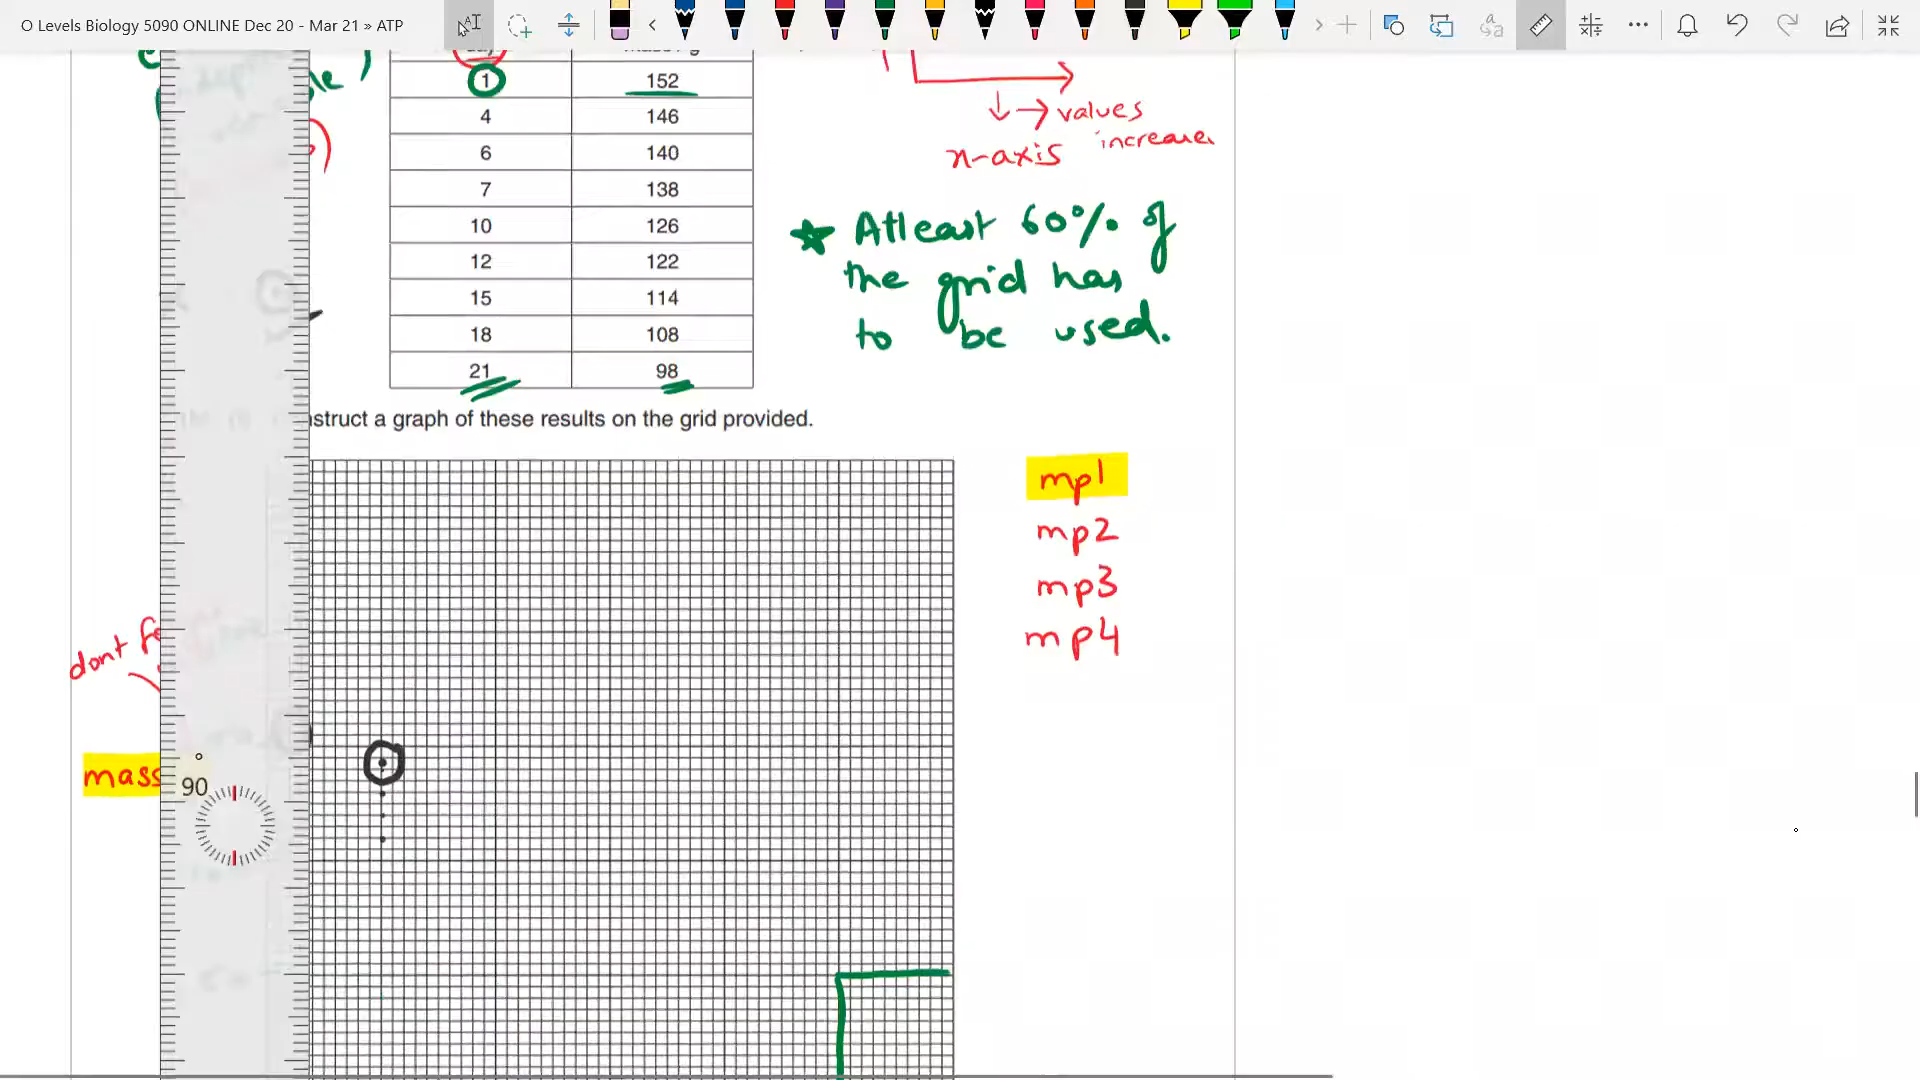 O Levels Biology 5090 ONLINE Dec 20 - Mar 21 » ATP
1 152
4 146
6 140
7 138
10 126
12 122
15 114
18 108
21 98
→ values
increases
x-axis
★ Atleast 60% of
the grid has
to be used.
nstruct a graph of these results on the grid provided.
mp1
mp2
mp3
mp4
dont
mass
90°